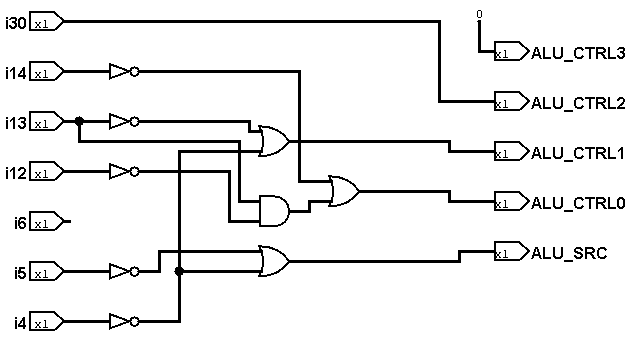 i30 x1
0
x1 ALU_CTRL3
i14 x1
x1 ALU_CTRL2
i13 x1
x1 ALU_CTRL1
i12 x1
x1 ALU_CTRL0
i6 x1
x1 ALU_SRC
i5 x1
i4 x1